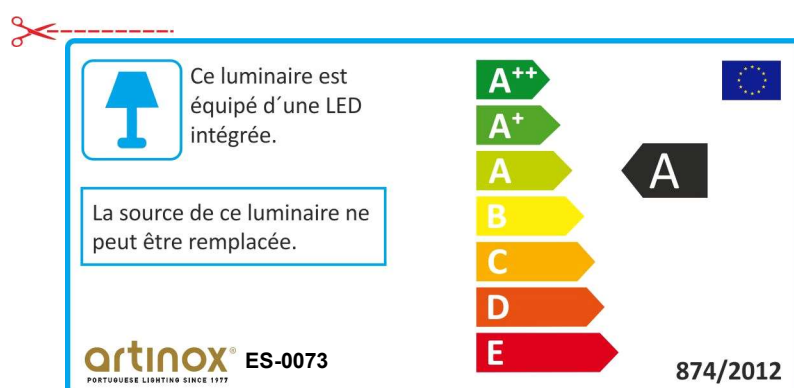 Ce luminaire est
équipé d´une LED
intégrée.
La source de ce luminaire ne
peut être remplacée.
artinox® ES-0073
PORTUGUESE LIGHTING SINCE 1977
A++
A+
A
B
C
D
E
A
874/2012